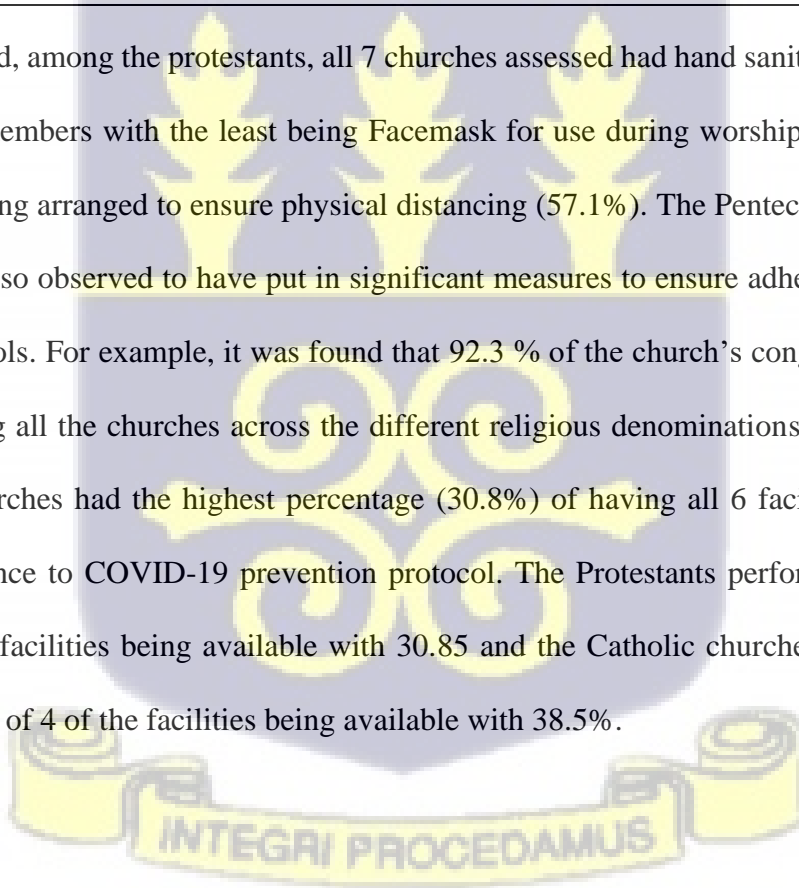 d, among the protestants, all 7 churches assessed had hand sanit
embers with the least being Facemask for use during worship
ng arranged to ensure physical distancing (57.1%). The Pentec
so observed to have put in significant measures to ensure adhe
ols. For example, it was found that 92.3 % of the church’s con
g all the churches across the different religious denominations
rches had the highest percentage (30.8%) of having all 6 faci
nce to COVID-19 prevention protocol. The Protestants perfor
facilities being available with 30.85 and the Catholic churche
of 4 of the facilities being available with 38.5%.
INTEGRI PROCEDAMUS